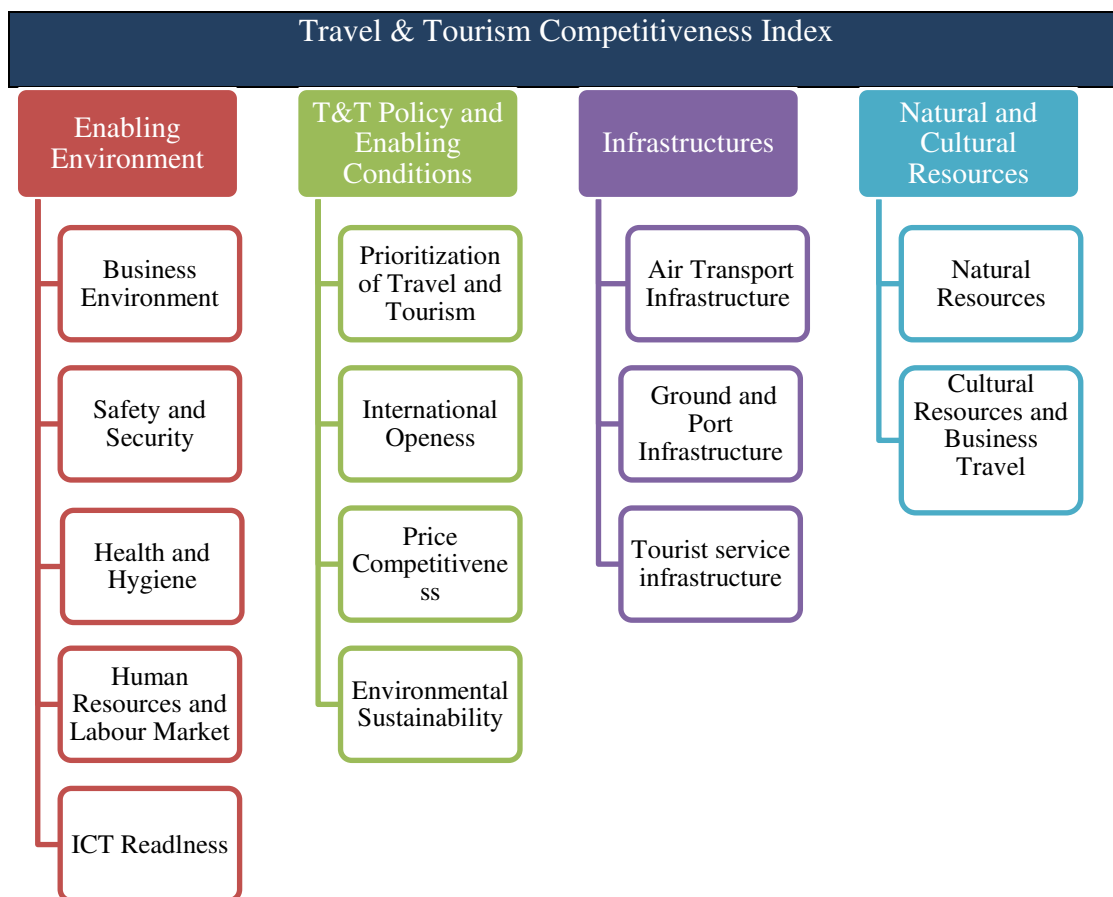 Travel & Tourism Competitiveness Index
Enabling
Environment
Business
Environment
Safety and
Security
Health and
Hygiene
Human
Resources and
Labour Market
ICT Readlness
T&T Policy and
Enabling
Conditions
Prioritization
of Travel and
Tourism
International
Openess
Price
Competitivene
ss
Environmental
Sustainability
Infrastructures
Air Transport
Infrastructure
Ground and
Port
Infrastructure
Tourist service
infrastructure
Natural and
Cultural
Resources
Natural
Resources
Cultural
Resources and
Business
Travel